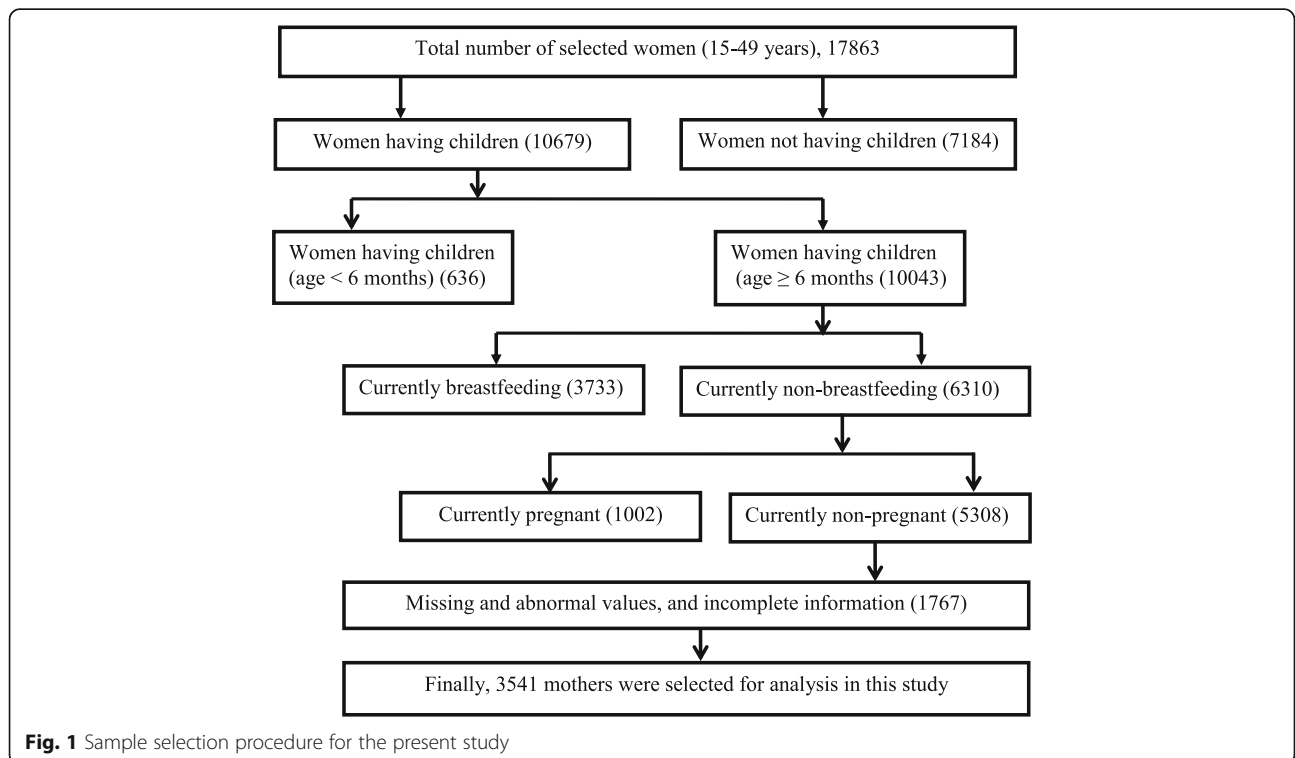 Total number of selected women (15-49 years), 17863
Women having children (10679)
Women not having children (7184)
Women having children
(age < 6 months) (636)
Women having children
(age ≥ 6 months (10043)
Currently breastfeeding (3733)
Currently non-breastfeeding (6310)
Currently pregnant (1002)
Currently non-pregnant (5308)
Missing and abnormal values, and incomplete information (1767)
Finally, 3541 mothers were selected for analysis in this study
Fig. 1 Sample selection procedure for the present study